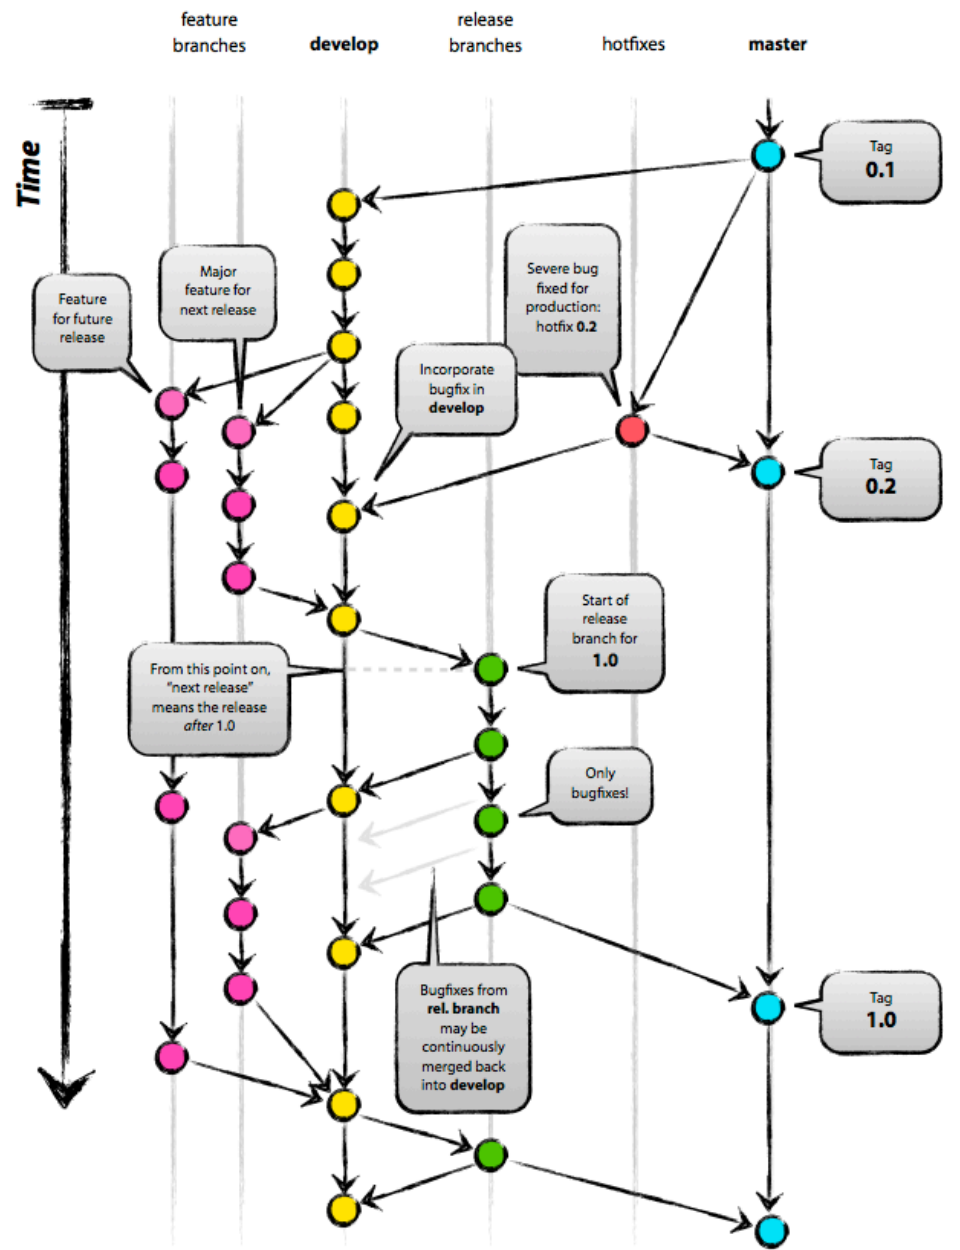 feature
branches
develop
release
branches
hotfixes
master
Time
Tag
0.1
Severe bug
fixed for
production:
hotfix 0.2
Major
feature for
next release
Feature
for future
release
Incorporate
bugfix in
develop
Tag
0.2
Start of
release
branch for
1.0
From this point on,
“next release”
means the release
after 1.0
Only
bugfixes!
Bugfixes from
rel. branch
may be
continuously
merged back
into develop
Tag
1.0